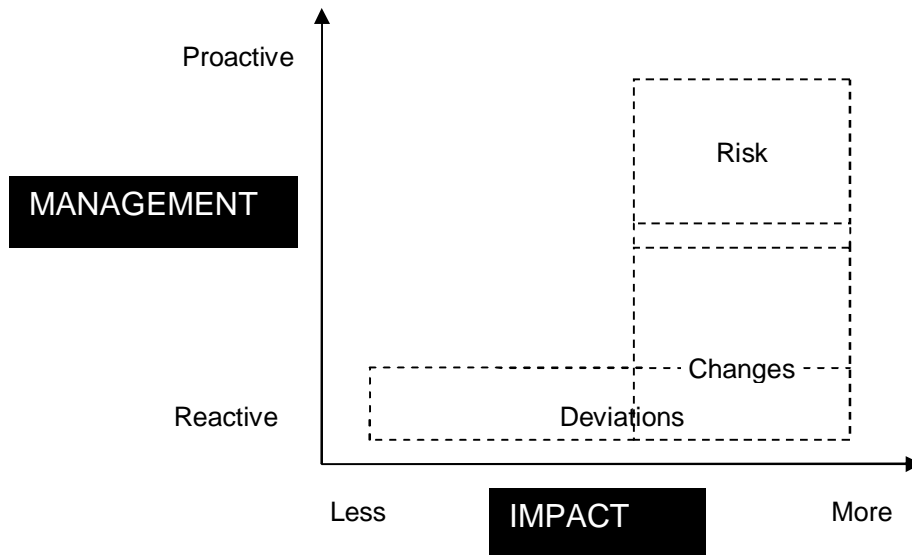 Proactive
Risk
MANAGEMENT
Changes
Reactive
Deviations
Less
IMPACT
More